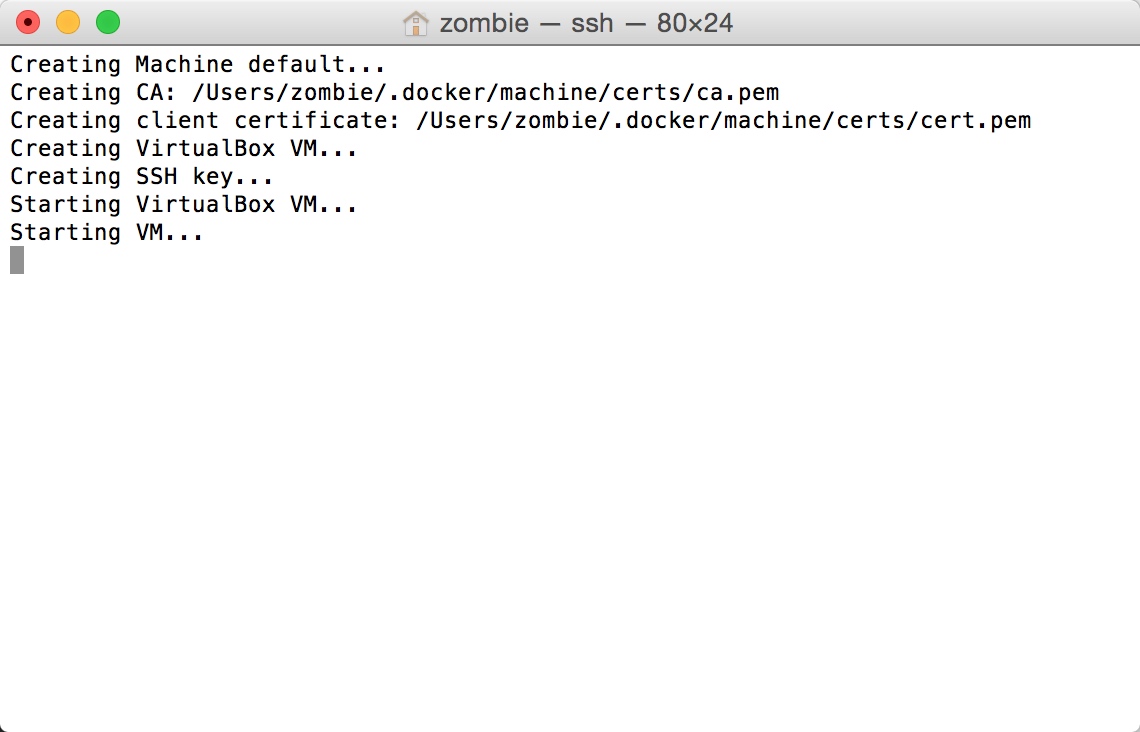 zombie — ssh — 80×24
Creating Machine default...
Creating CA: /Users/zombie/.docker/machine/certs/ca.pem
Creating client certificate: /Users/zombie/.docker/machine/certs/cert.pem
Creating VirtualBox VM...
Creating SSH key...
Starting VirtualBox VM...
Starting VM...